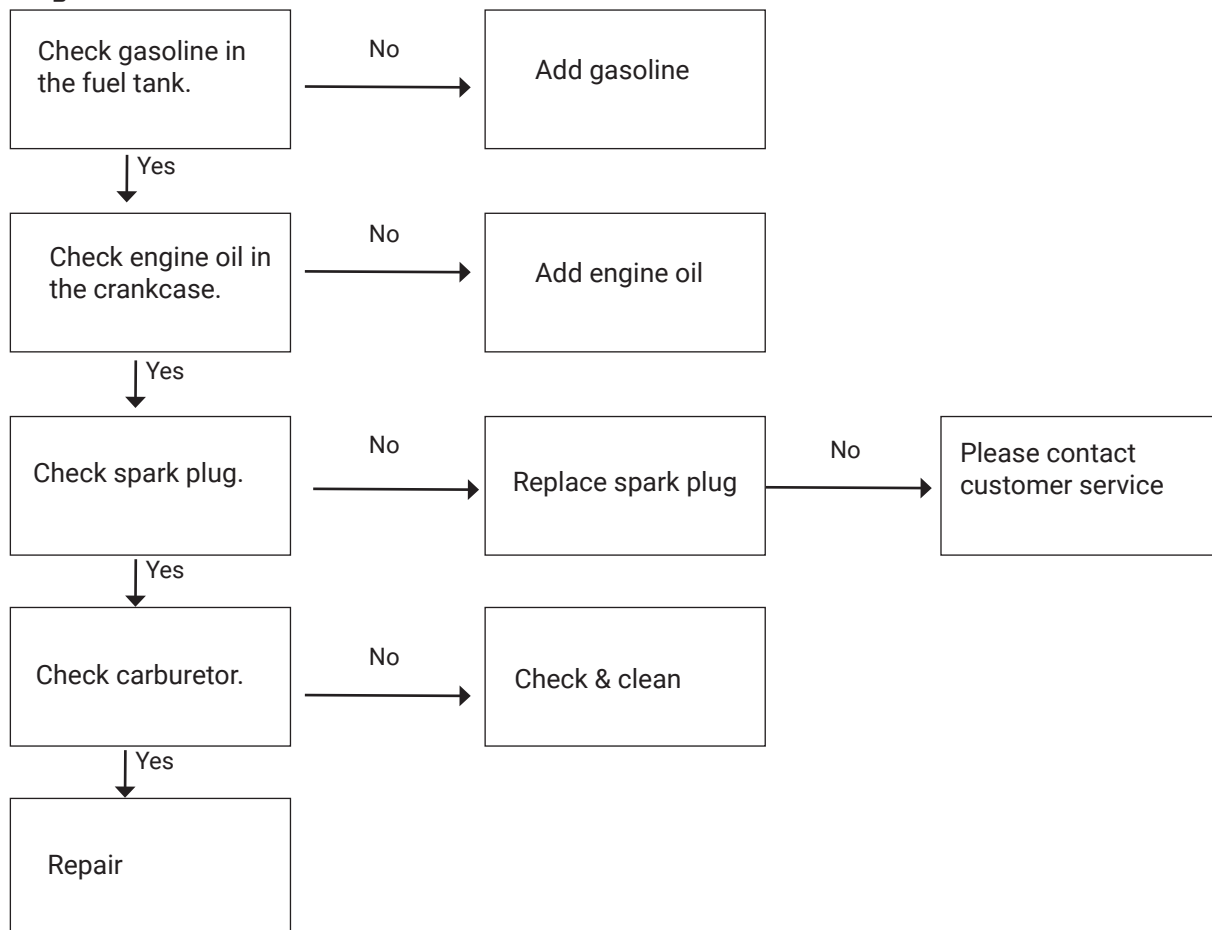 Check gasoline in
the fuel tank.
No
Add gasoline
Yes
Check engine oil in
the crankcase.
No
Add engine oil
Yes
Check spark plug.
No
Replace spark plug
No
Please contact
customer service
Yes
Check carburetor.
No
Check & clean
Yes
Repair